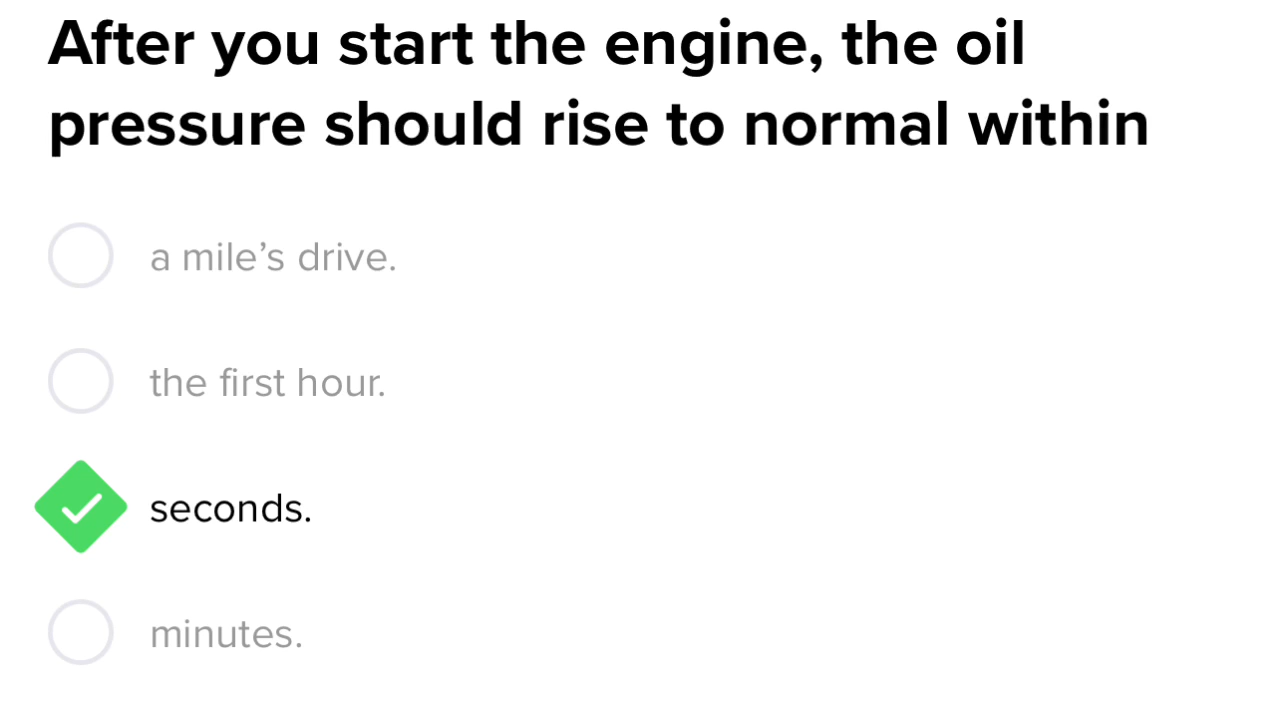 After you start the engine, the oil
pressure should rise to normal within
a mile’s drive.
the first hour.
seconds.
minutes.